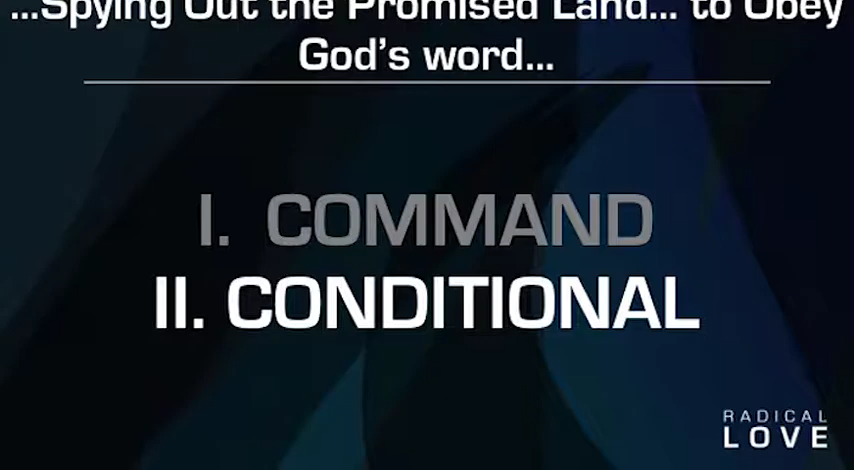 ...Spying Out the Promised Land... to Obey
God's word...
I. COMMAND
II. CONDITIONAL
RADICAL
LOVE